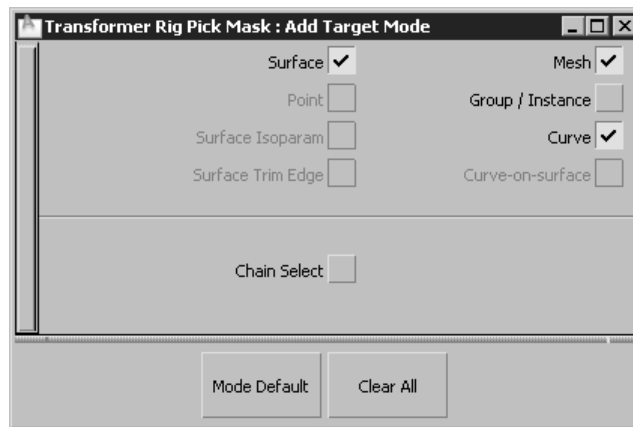 Transformer Rig Pick Mask : Add Target Mode
Surface Mesh
Point Group / Instance
Surface Isoparam Curve
Surface Trim Edge Curve-on-surface
Chain Select
Mode Default Clear All